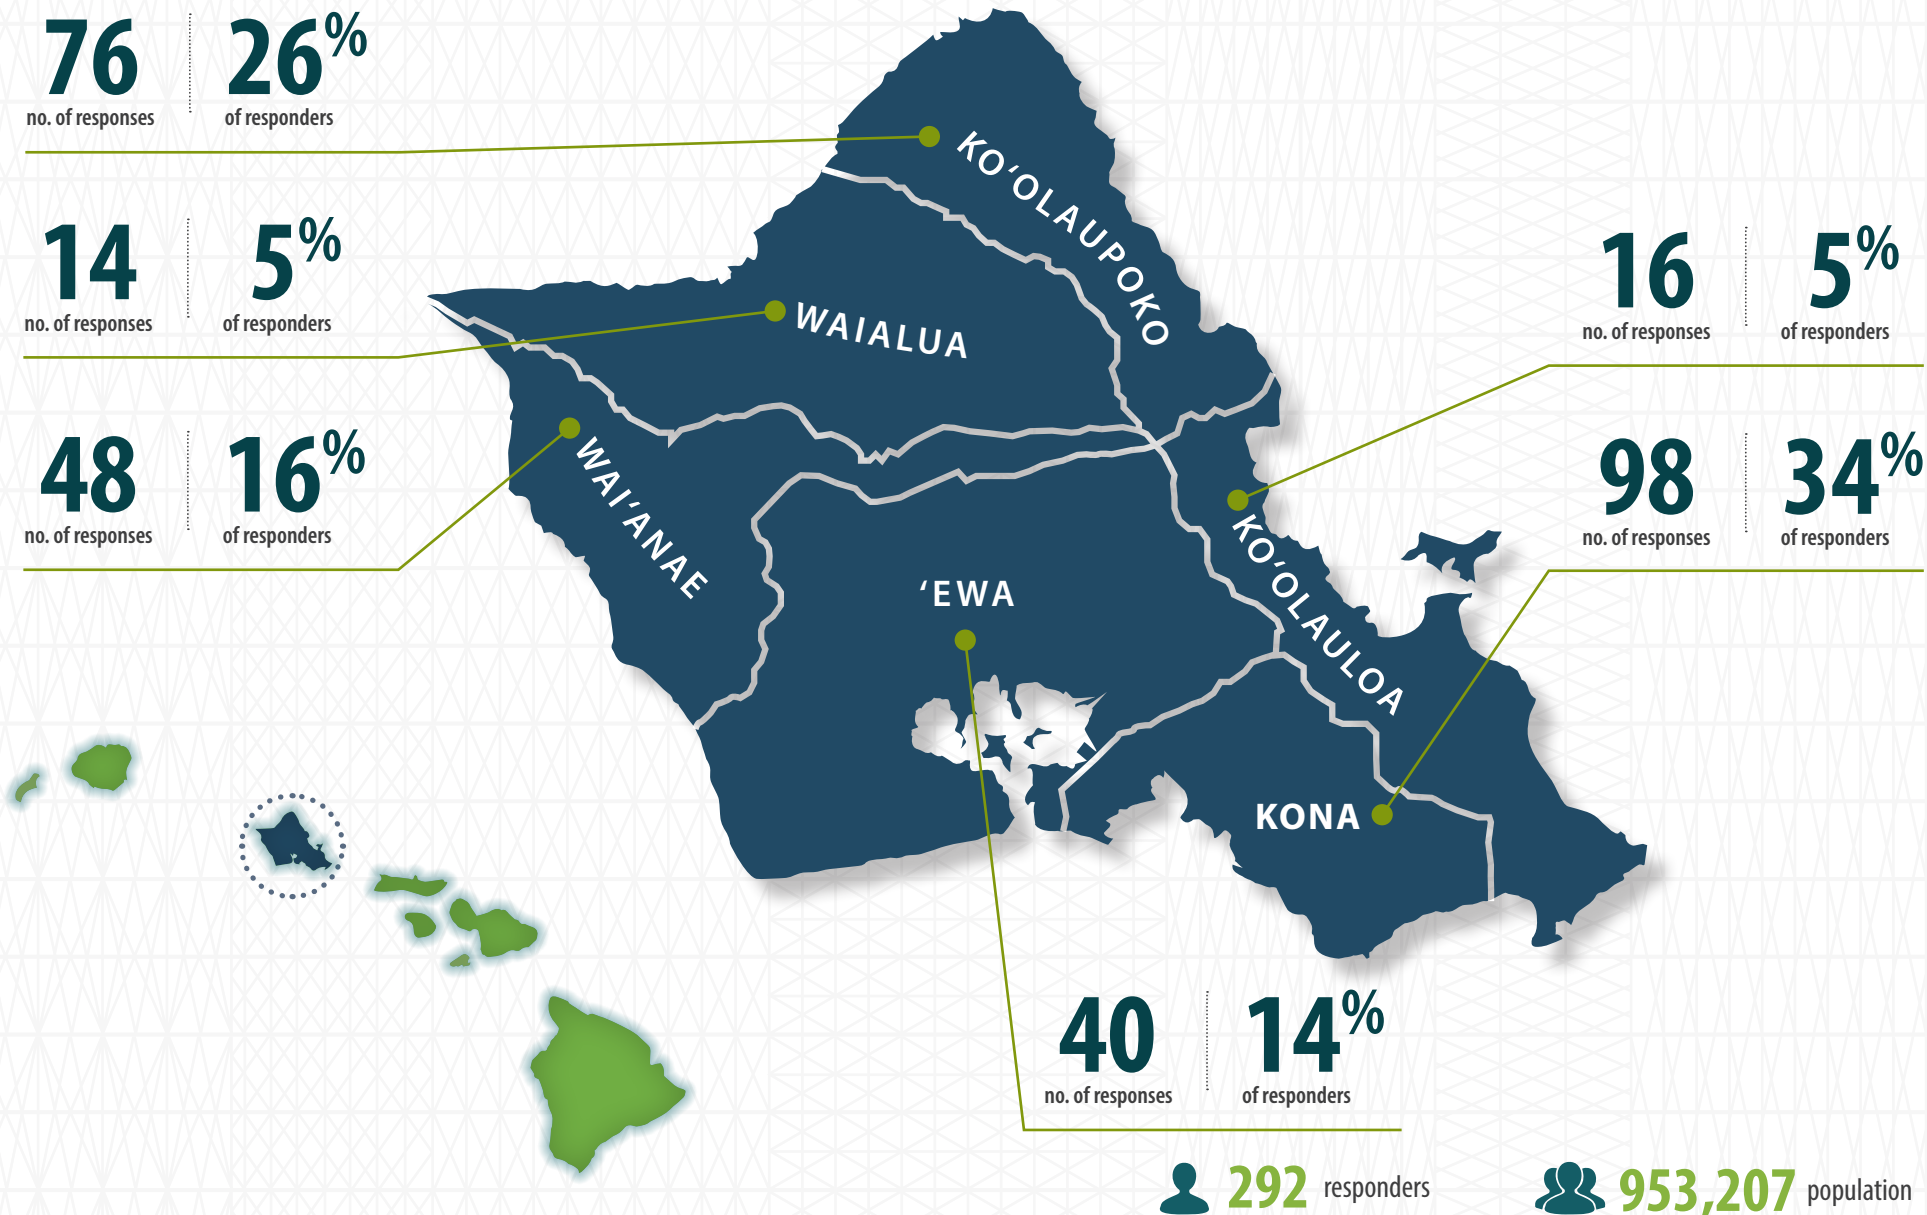 76 26%
no. of responses of responders
14 5%
no. of responses of responders
48 16%
no. of responses of responders
KO‘OLAUPOKO
WAIALUA
WAI‘ANAE
‘EWA
KO‘OLAULOA
KONA
16 5%
no. of responses of responders
98 34%
no. of responses of responders
40 14%
no. of responses of responders
292 responders
953,207 population